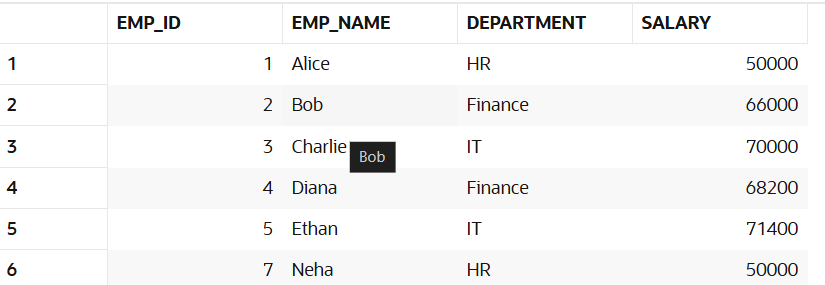 EMP_ID EMP_NAME DEPARTMENT SALARY
1 1 Alice HR 50000
2 2 Bob Finance 66000
3 3 Charlie IT 70000
Bob
4 4 Diana Finance 68200
5 5 Ethan IT 71400
6 7 Neha HR 50000